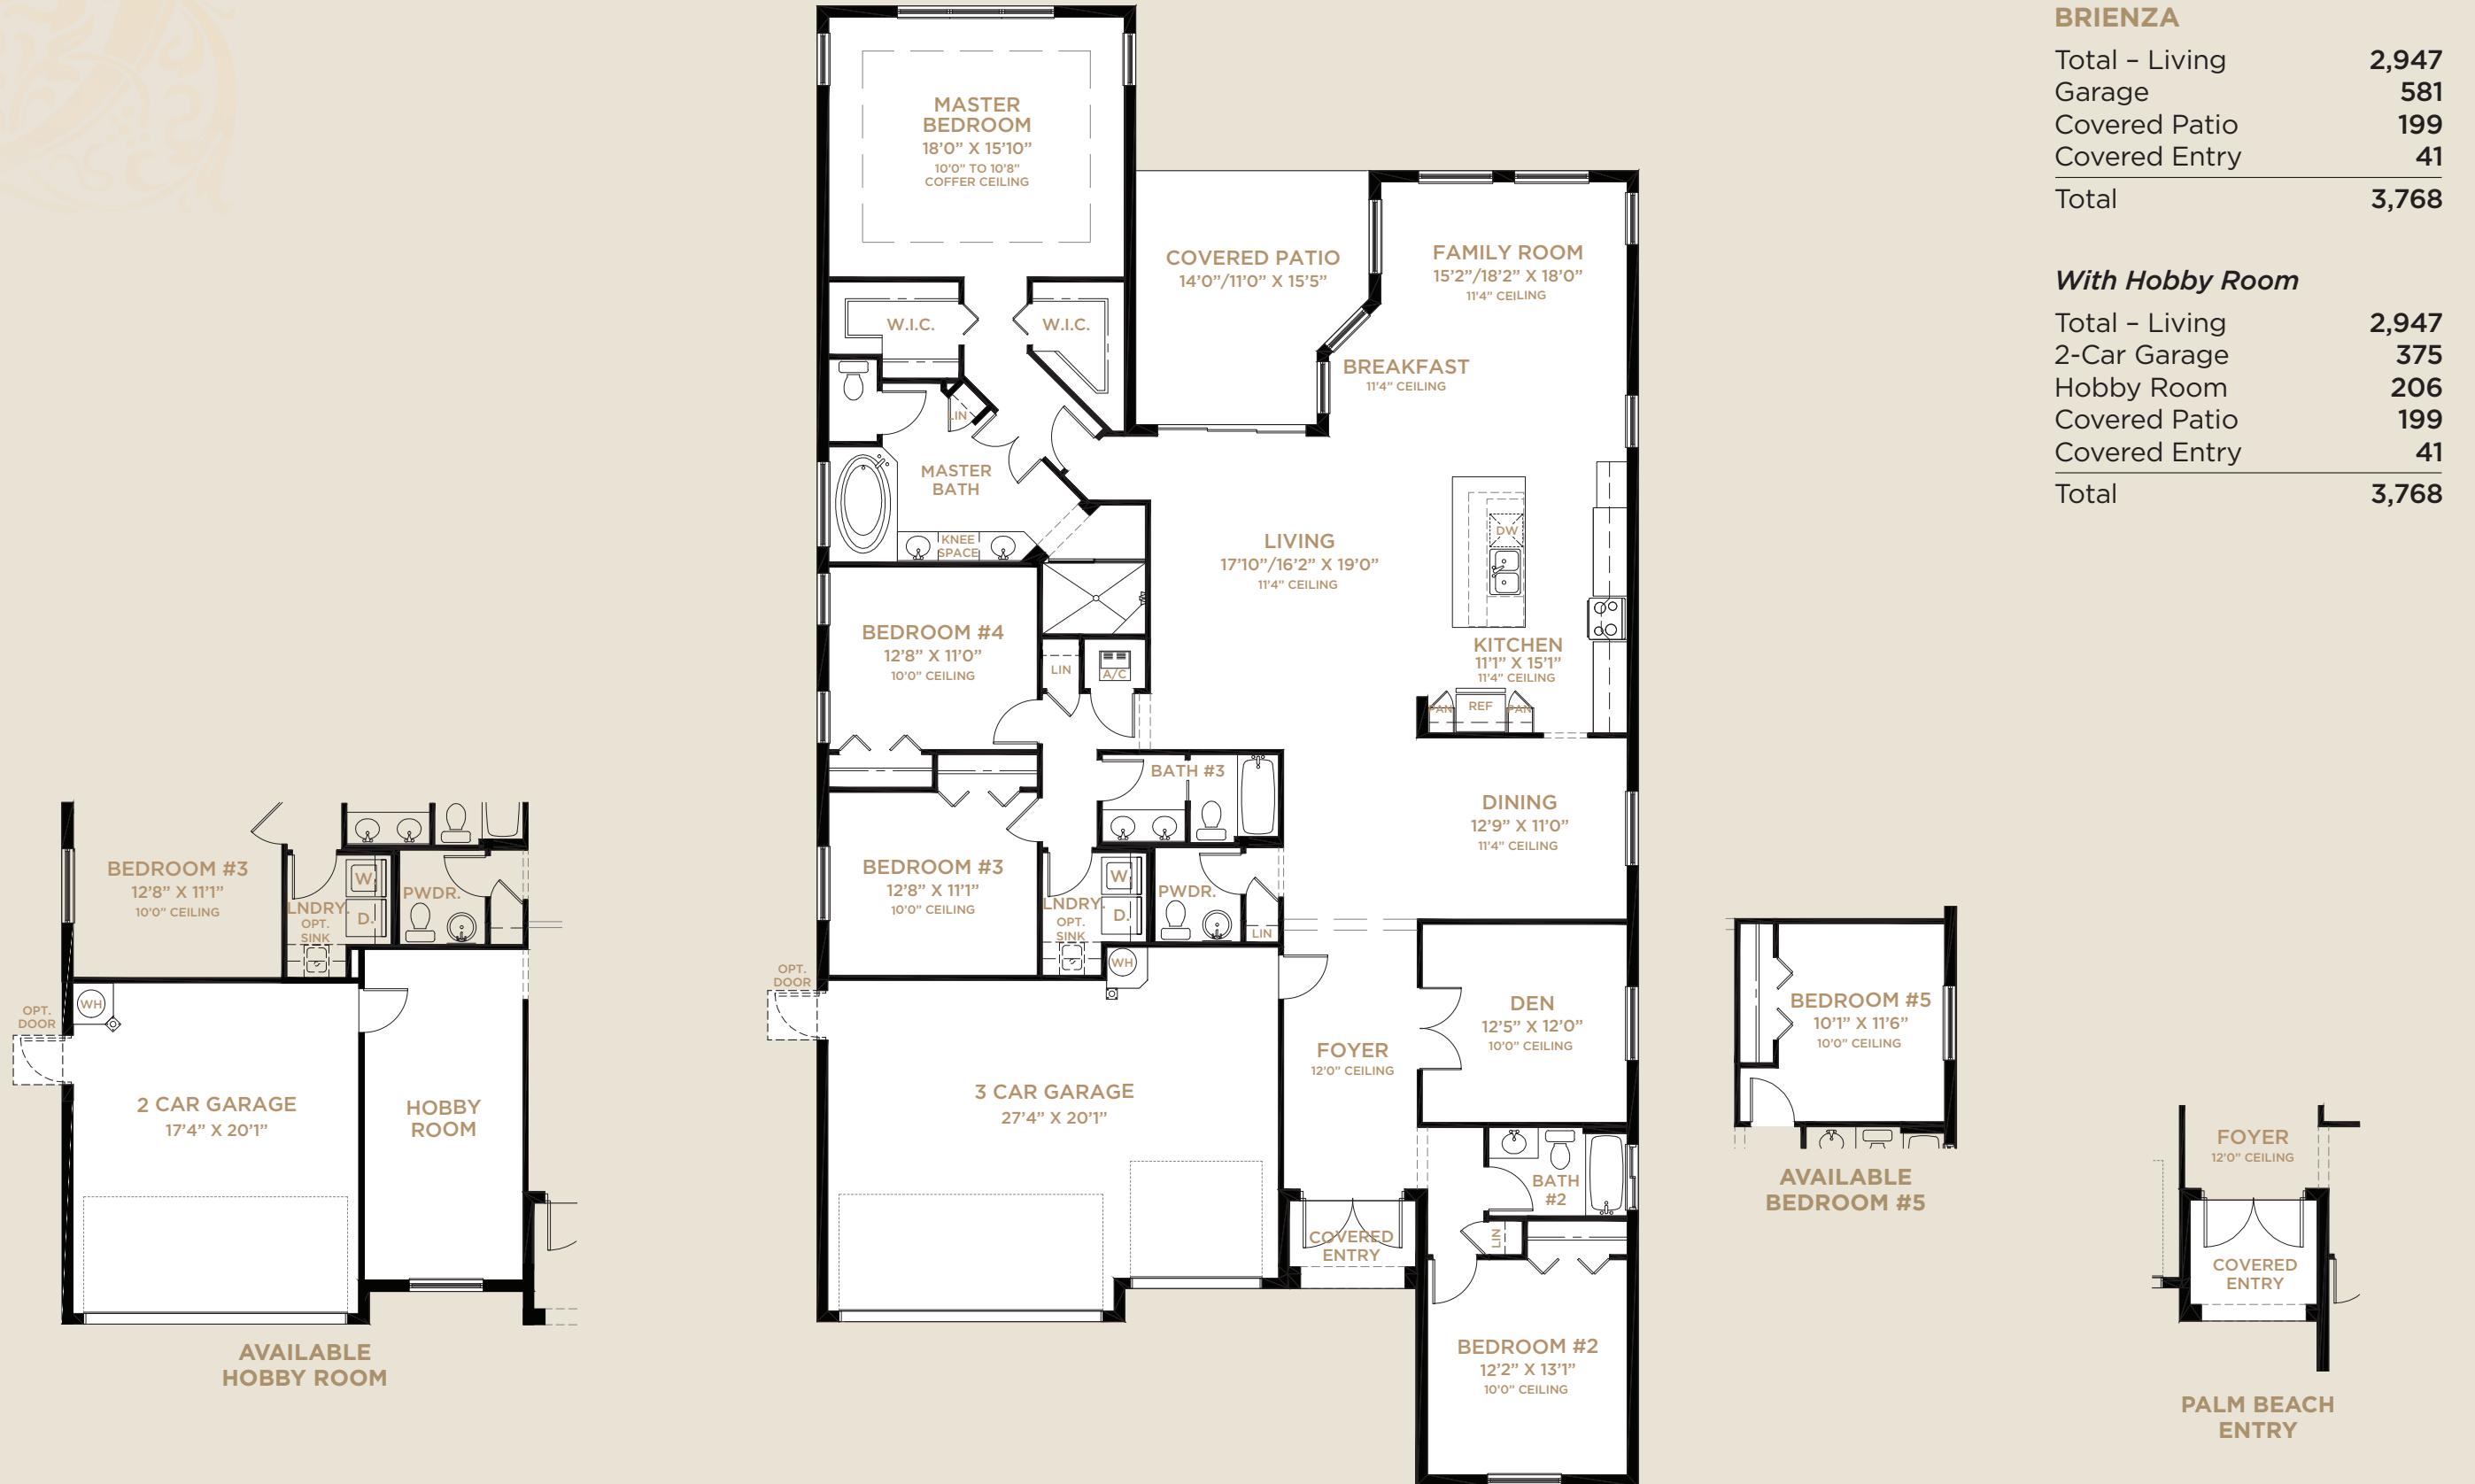 BRIENZA
Total – Living 2,947
Garage 581
Covered Patio 199
Covered Entry 41
Total 3,768
With Hobby Room
Total – Living 2,947
2-Car Garage 375
Hobby Room 206
Covered Patio 199
Covered Entry 41
Total 3,768
MASTER
BEDROOM
18'0" X 15'10"
10'0" TO 10'8"
COFFER CEILING
COVERED PATIO
14'0"/11'0" X 15'5"
FAMILY ROOM
15'2"/18'2" X 18'0"
11'4" CEILING
W.I.C.
W.I.C.
BREAKFAST
11'4" CEILING
LIN
MASTER
BATH
KNEE
SPACE
LIVING
17'10"/16'2" X 19'0"
11'4" CEILING
DW
BEDROOM #4
12'8" X 11'0"
10'0" CEILING
LIN
A/C
KITCHEN
11'1" X 15'1"
11'4" CEILING
PAN
REF
PAN
BATH #3
DINING
12'9" X 11'0"
11'4" CEILING
BEDROOM #3
12'8" X 11'1"
10'0" CEILING
LNDRY.
OPT.
SINK
W.
D.
PWDR.
LIN
WH
OPT.
DOOR
DEN
12'5" X 12'0"
10'0" CEILING
FOYER
12'0" CEILING
3 CAR GARAGE
27'4" X 20'1"
BATH
#2
COVERED
ENTRY
LIN
BEDROOM #2
12'2" X 13'1"
10'0" CEILING
BEDROOM #3
12'8" X 11'1"
10'0" CEILING
LNDRY.
OPT.
SINK
W.
D.
PWDR.
WH
OPT.
DOOR
2 CAR GARAGE
17'4" X 20'1"
HOBBY
ROOM
AVAILABLE
HOBBY ROOM
BEDROOM #5
10'1" X 11'6"
10'0" CEILING
AVAILABLE
BEDROOM #5
FOYER
12'0" CEILING
COVERED
ENTRY
PALM BEACH
ENTRY